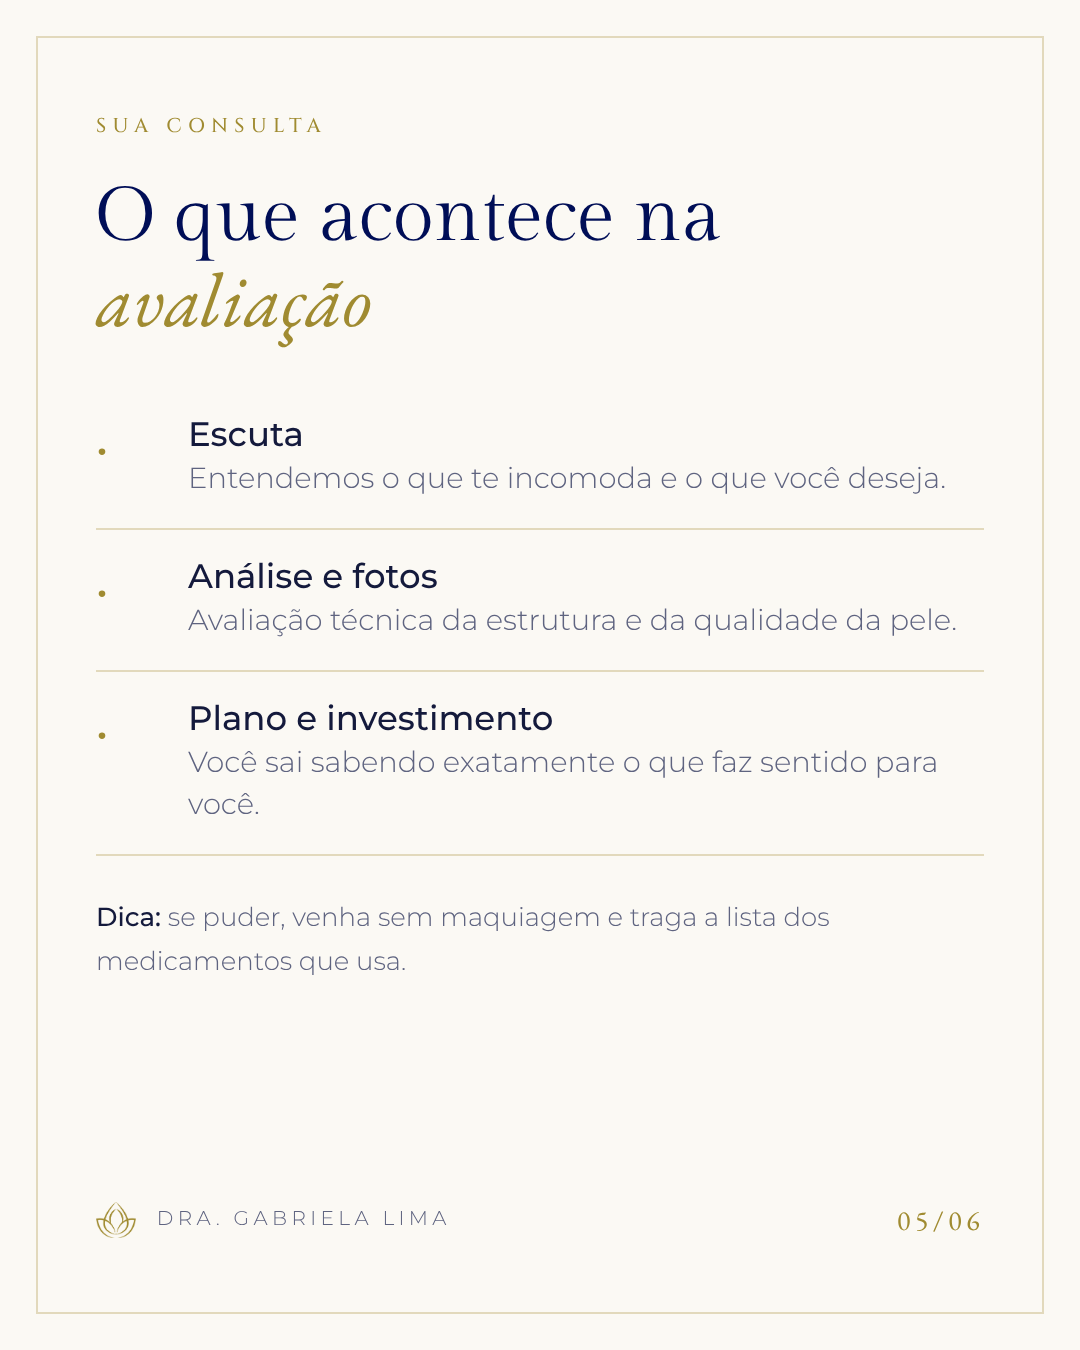 SUA CONSULTA
O que acontece na
avaliação
• Escuta
Entendemos o que te incomoda e o que você deseja.
• Análise e fotos
Avaliação técnica da estrutura e da qualidade da pele.
• Plano e investimento
Você sai sabendo exatamente o que faz sentido para
você.
Dica: se puder, venha sem maquiagem e traga a lista dos
medicamentos que usa.
DRA. GABRIELA LIMA
05/06